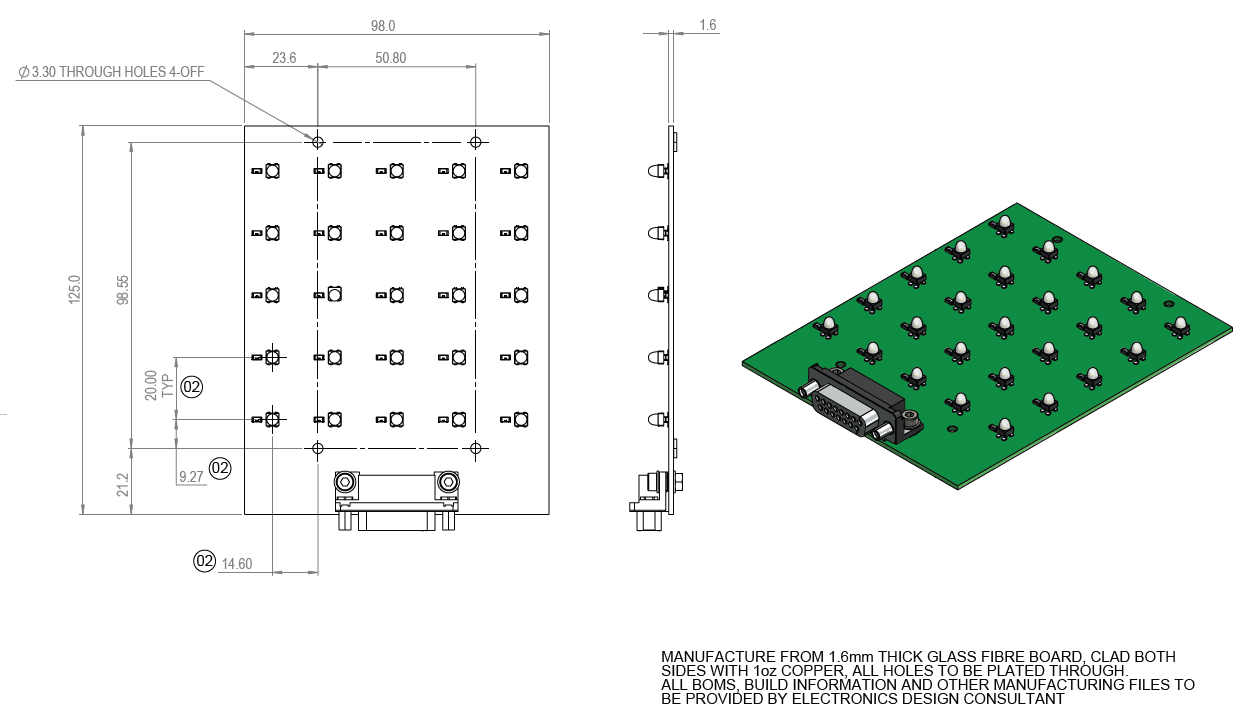 98.0
1.6
23.6
50.80
Ø3.30 THROUGH HOLES 4-OFF
125.0
98.55
20.00
TYP
02
21.2
9.27
02
02
14.60
MANUFACTURE FROM 1.6mm THICK GLASS FIBRE BOARD, CLAD BOTH
SIDES WITH 1oz COPPER, ALL HOLES TO BE PLATED THROUGH.
ALL BOMS, BUILD INFORMATION AND OTHER MANUFACTURING FILES TO
BE PROVIDED BY ELECTRONICS DESIGN CONSULTANT